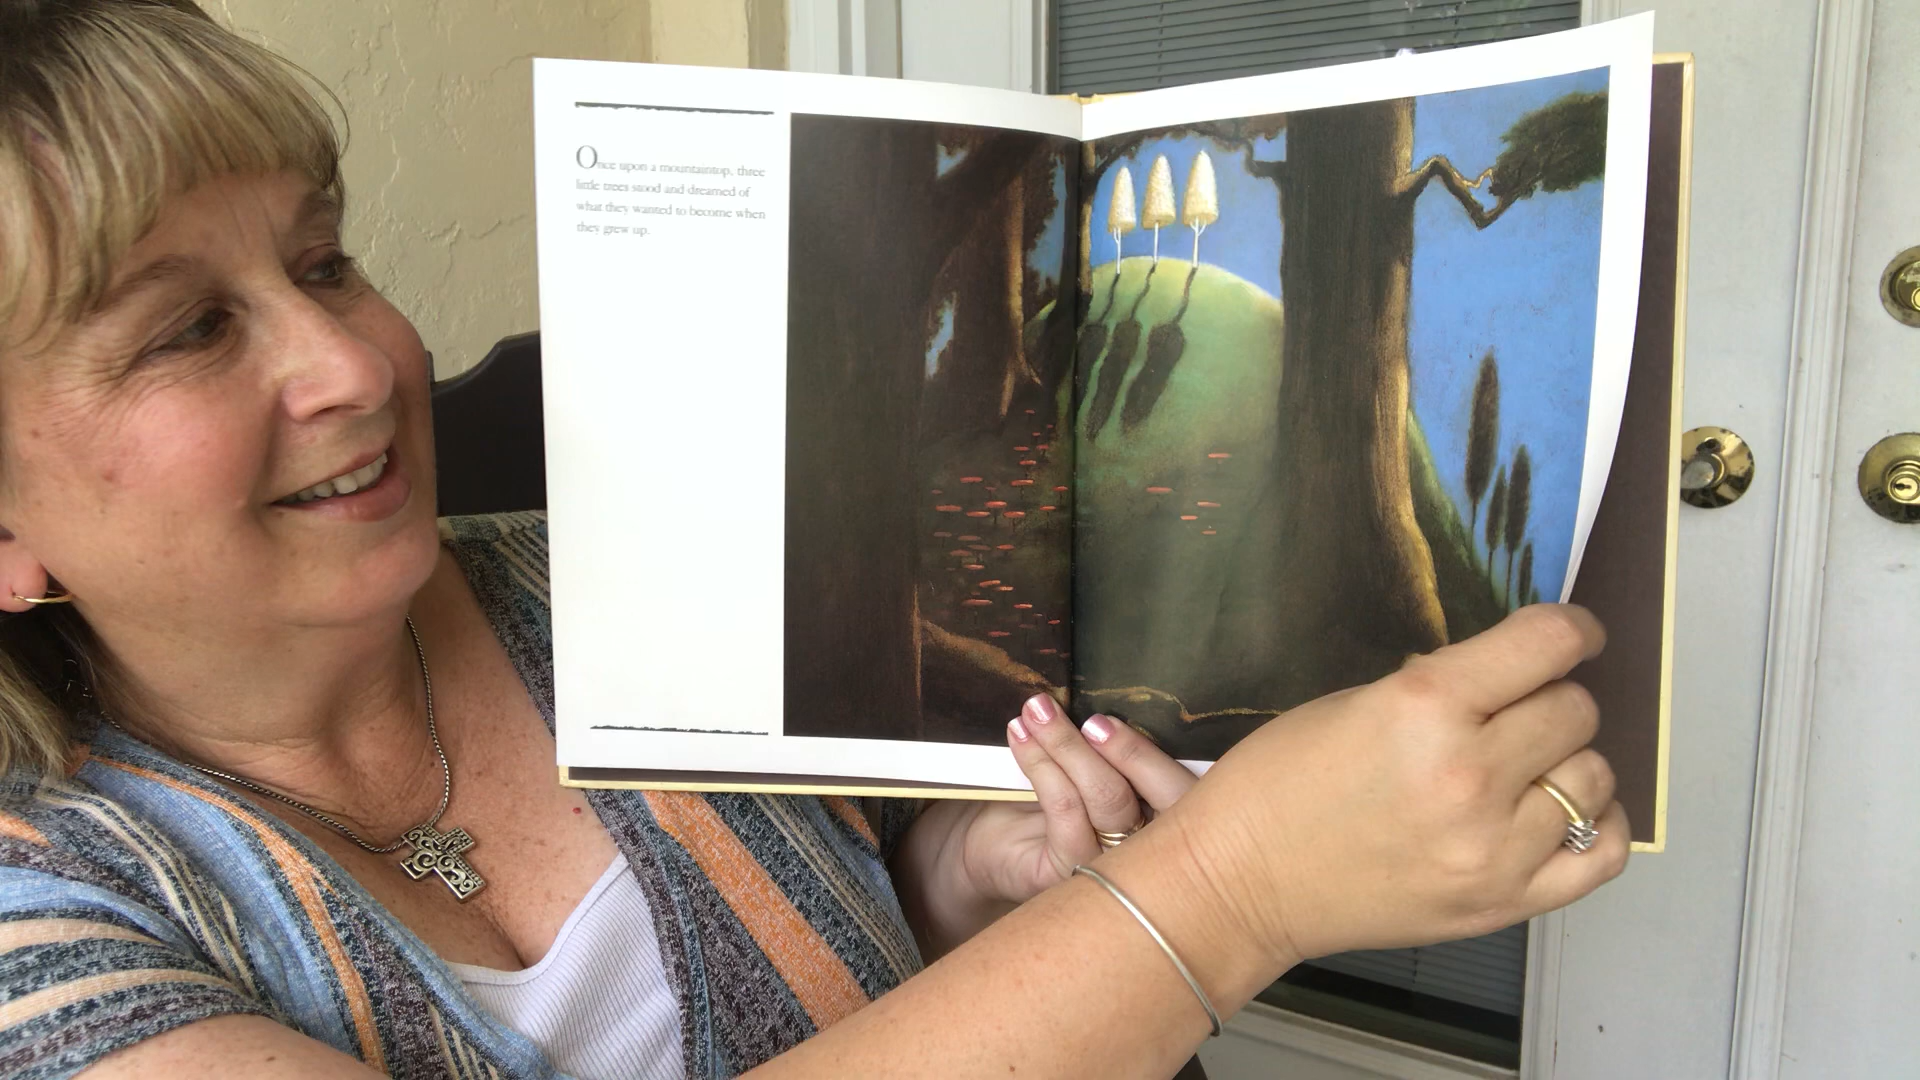 Once upon a mountaintop, three
little trees stood and dreamed of
what they wanted to become when
they grew up.